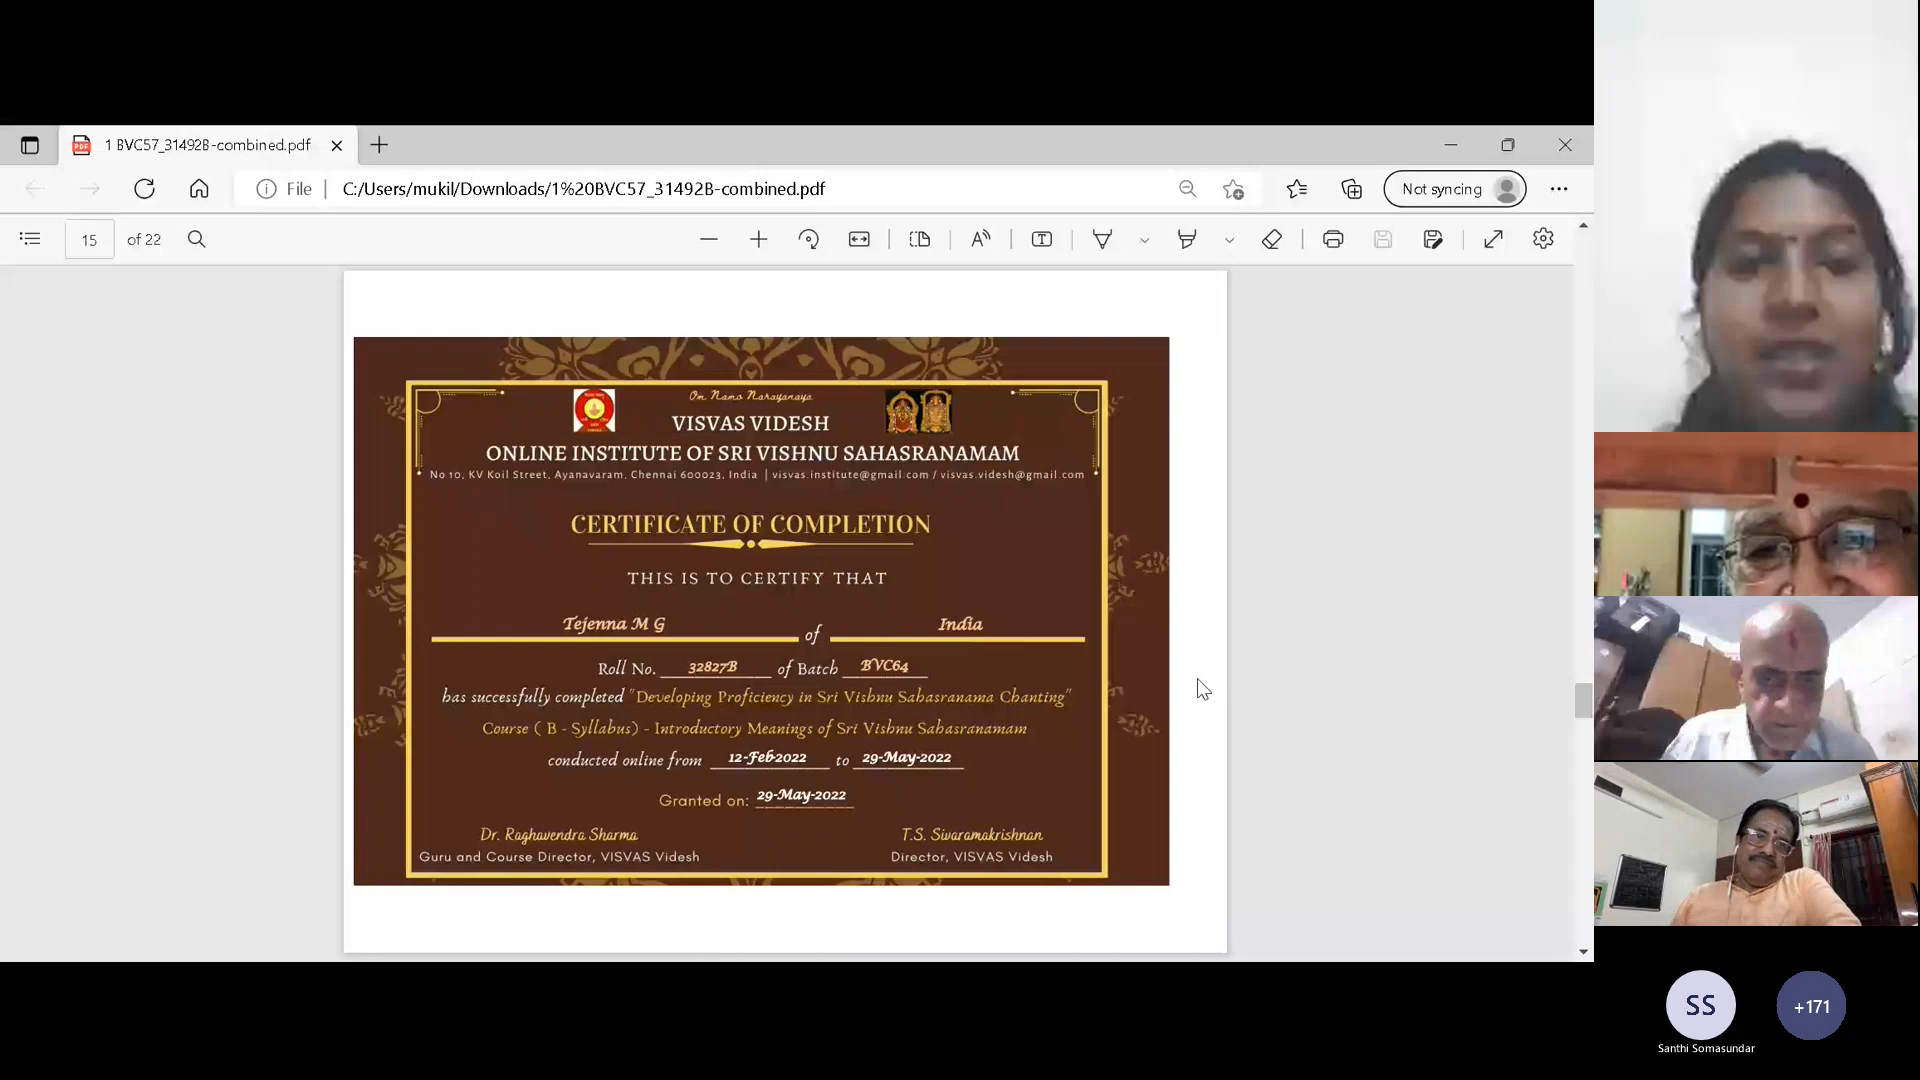 1 BVC57_31492B-combined.pdf
File
C:/Users/mukil/Downloads/1%20BVC57_31492B-combined.pdf
Not syncing
15 of 22
Om Namo Narayanaya
VISVAS VIDESH
ONLINE INSTITUTE OF SRI VISHNU SAHASRANAMAM
No 10, KV Koil Street, Ayanavaram, Chennai 600023, India | visvas.institute@gmail.com / visvas.videsh@gmail.com
CERTIFICATE OF COMPLETION
THIS IS TO CERTIFY THAT
Tejenna M G of India
Roll No. 32827B of Batch BVC64
has successfully completed "Developing Proficiency in Sri Vishnu Sahasranama Chanting"
Course ( B - Syllabus) - Introductory Meanings of Sri Vishnu Sahasranamam
conducted online from 12-Feb-2022 to 29-May-2022
Granted on: 29-May-2022
Dr. Raghavendra Sharma
Guru and Course Director, VISVAS Videsh
T.S. Sivaramakrishnan
Director, VISVAS Videsh
SS
+171
Santhi Somasundar